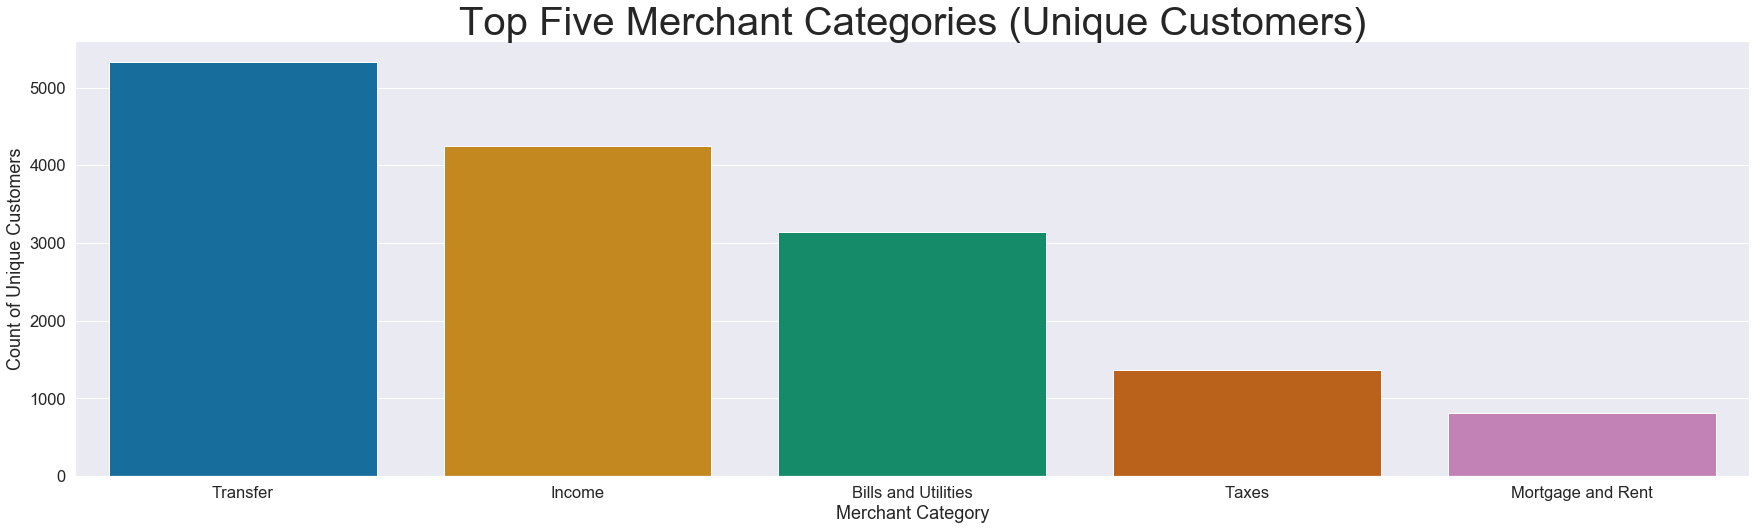 Top Five Merchant Categories (Unique Customers)
Count of Unique Customers
5000
4000
3000
2000
1000
0
Transfer
Income
Bills and Utilities
Taxes
Mortgage and Rent
Merchant Category